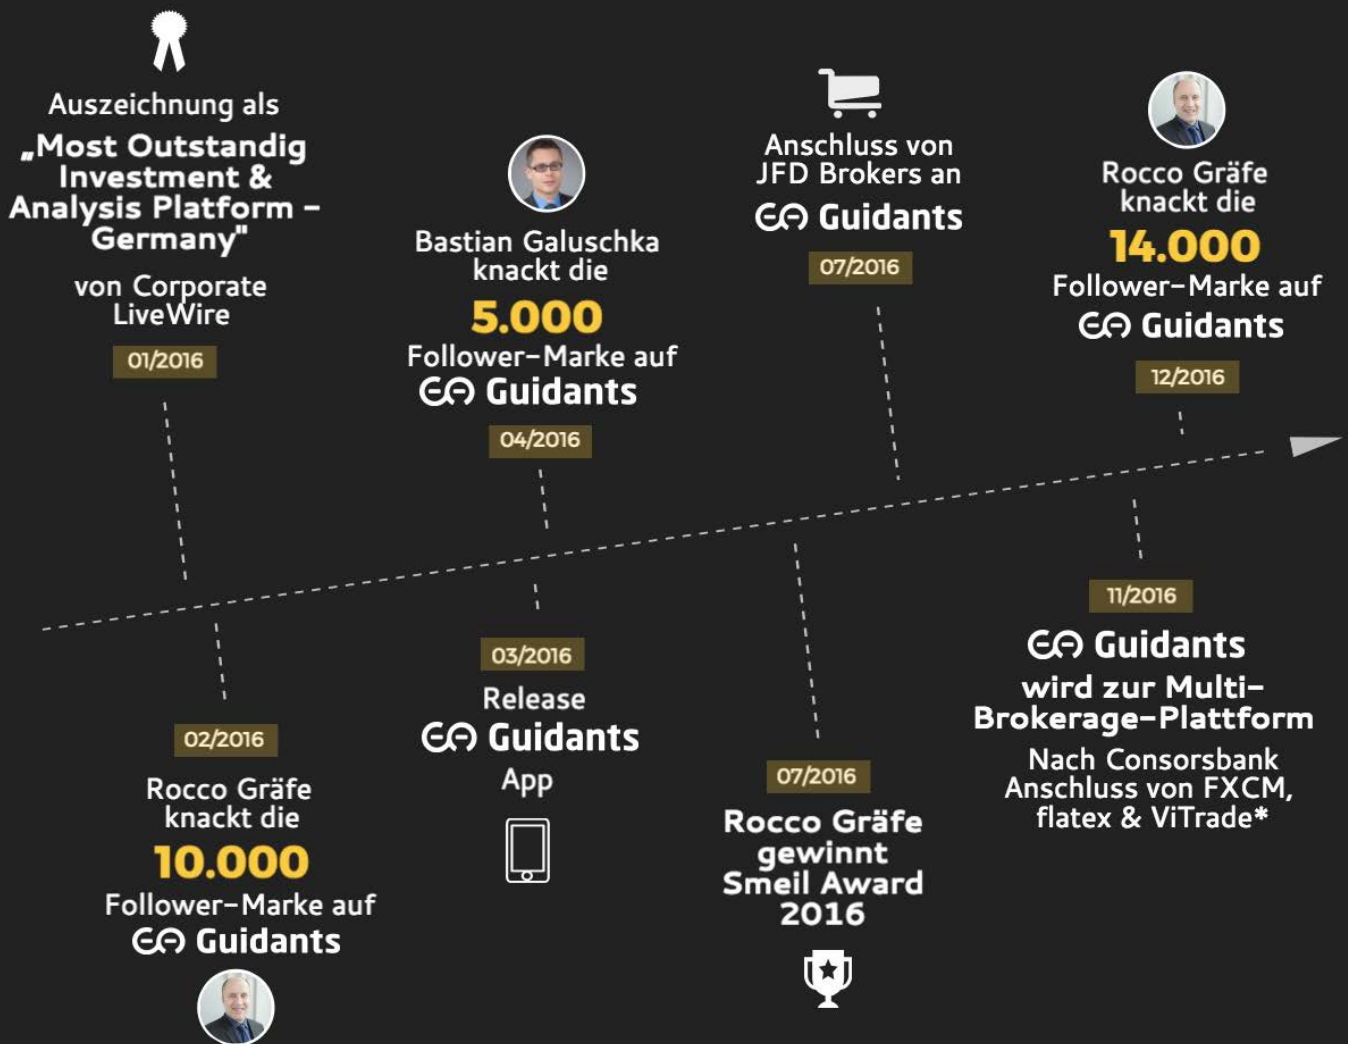 Auszeichnung als
„Most Outstandig
Investment &
Analysis Platform -
Germany"
von Corporate
LiveWire
01/2016
02/2016
Rocco Gräfe
knackt die
10.000
Follower-Marke auf
Guidants
Bastian Galuschka
knackt die
5.000
Follower-Marke auf
Guidants
04/2016
03/2016
Release
Guidants
App
Anschluss von
JFD Brokers an
Guidants
07/2016
07/2016
Rocco Gräfe
gewinnt
Smeil Award
2016
Rocco Gräfe
knackt die
14.000
Follower-Marke auf
Guidants
12/2016
11/2016
Guidants
wird zur Multi-
Brokerage-Plattform
Nach Consorsbank
Anschluss von FXCM,
flatex & ViTrade*